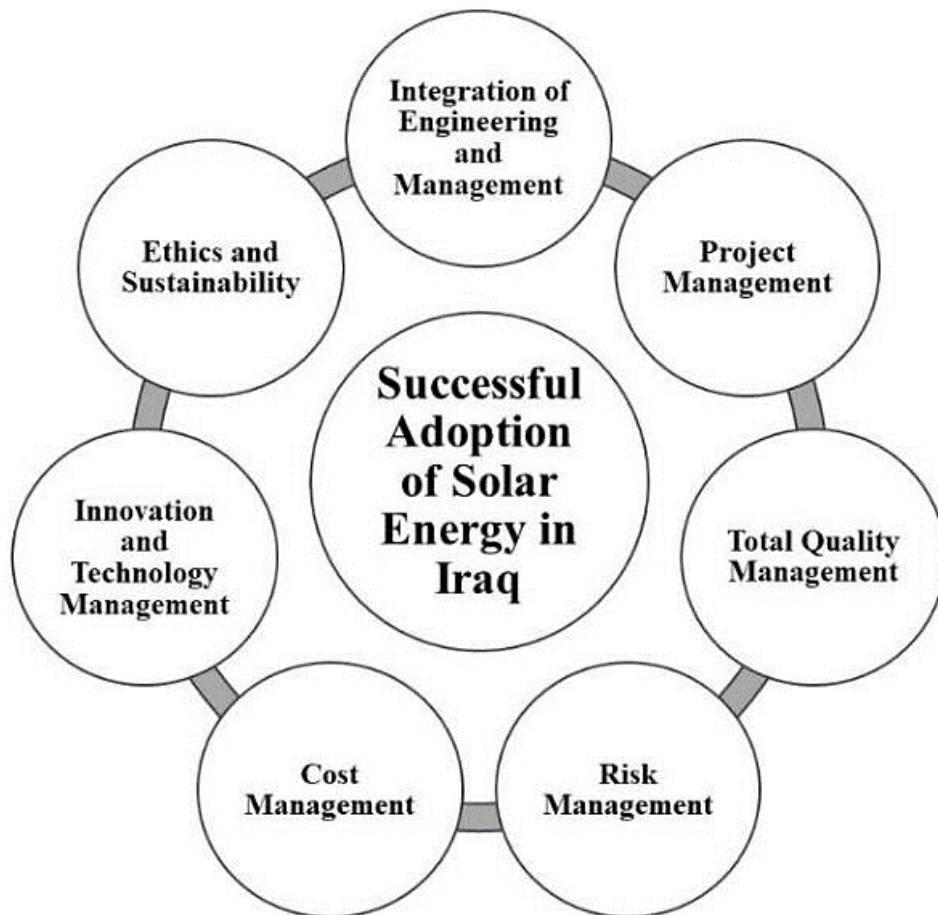 Integration of
Engineering
and
Management
Project
Management
Total Quality
Management
Risk
Management
Cost
Management
Innovation
and
Technology
Management
Ethics and
Sustainability
Successful
Adoption
of Solar
Energy in
Iraq